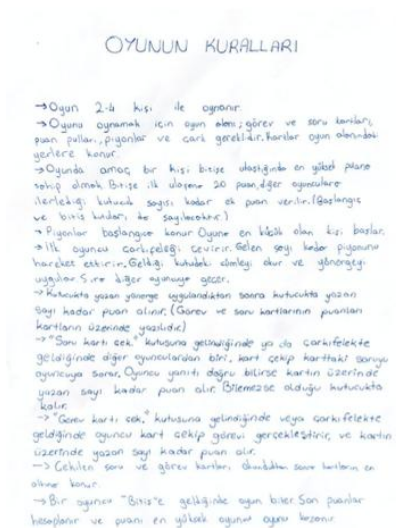 OYUNUN KURALLARI
→Oyun 2-4 kişi ile oynanır.
→Oyunu oynamak için oyun alanı; görev ve soru kartları,
puan pulları, piyonlar ve çark gereklidir. Kartlar oyun alanındaki
yerlere konur.
→Oyunda amaç bir kişi bitişe ulaştığında en yüksek puana
sahip olmak. Bitişe ilk ulaşana 20 puan, diğer oyunculara
ilerlediği kutucuk sayısı kadar ek puan verilir. (Başlangıç
ve bitiş kutuları da sayılacaktır.)
→ Piyonlar başlangıca konur. Oyuna en küçük olan kişi başlar.
→ İlk oyuncu çarkıfeleği çevirir. Gelen sayı kadar piyonunu
hareket ettirir. Geldiği kutudaki cümleyi okur ve yönergeyi
uygular. Sıra diğer oyuncuya geçer.
→ Kutucukta yazan yönerge uygulandıktan sonra kutucukta yazan
sayı kadar puan alınır. (Görev ve soru kartlarının puanları
kartların üzerinde yazılıdır.)
→ "Soru kartı çek." kutusuna gelindiğinde ya da çarkıfelekte
geldiğinde diğer oyunculardan biri, kart çekip karttaki soruyu
oyuncuya sorar. Oyuncu yanıtı doğru bilirse kartın üzerinde
yazan sayı kadar puan alır. Bilemezse olduğu kutucukta
kalır.
→ "Görev kartı çek." kutusuna gelindiğinde veya çarkıfelekte
geldiğinde oyuncu kart çekip görevi gerçekleştirir, ve kartın
üzerinde yazan sayı kadar puan alır.
→ Çekilen soru ve görev kartları sonra kartların en
altına konur.
→ Bir oyuncu "Bitiş"e geldiğinde oyun biter. Son puanlar
hesaplanır ve puanı en yüksek oyuncu oyunu kazanır.